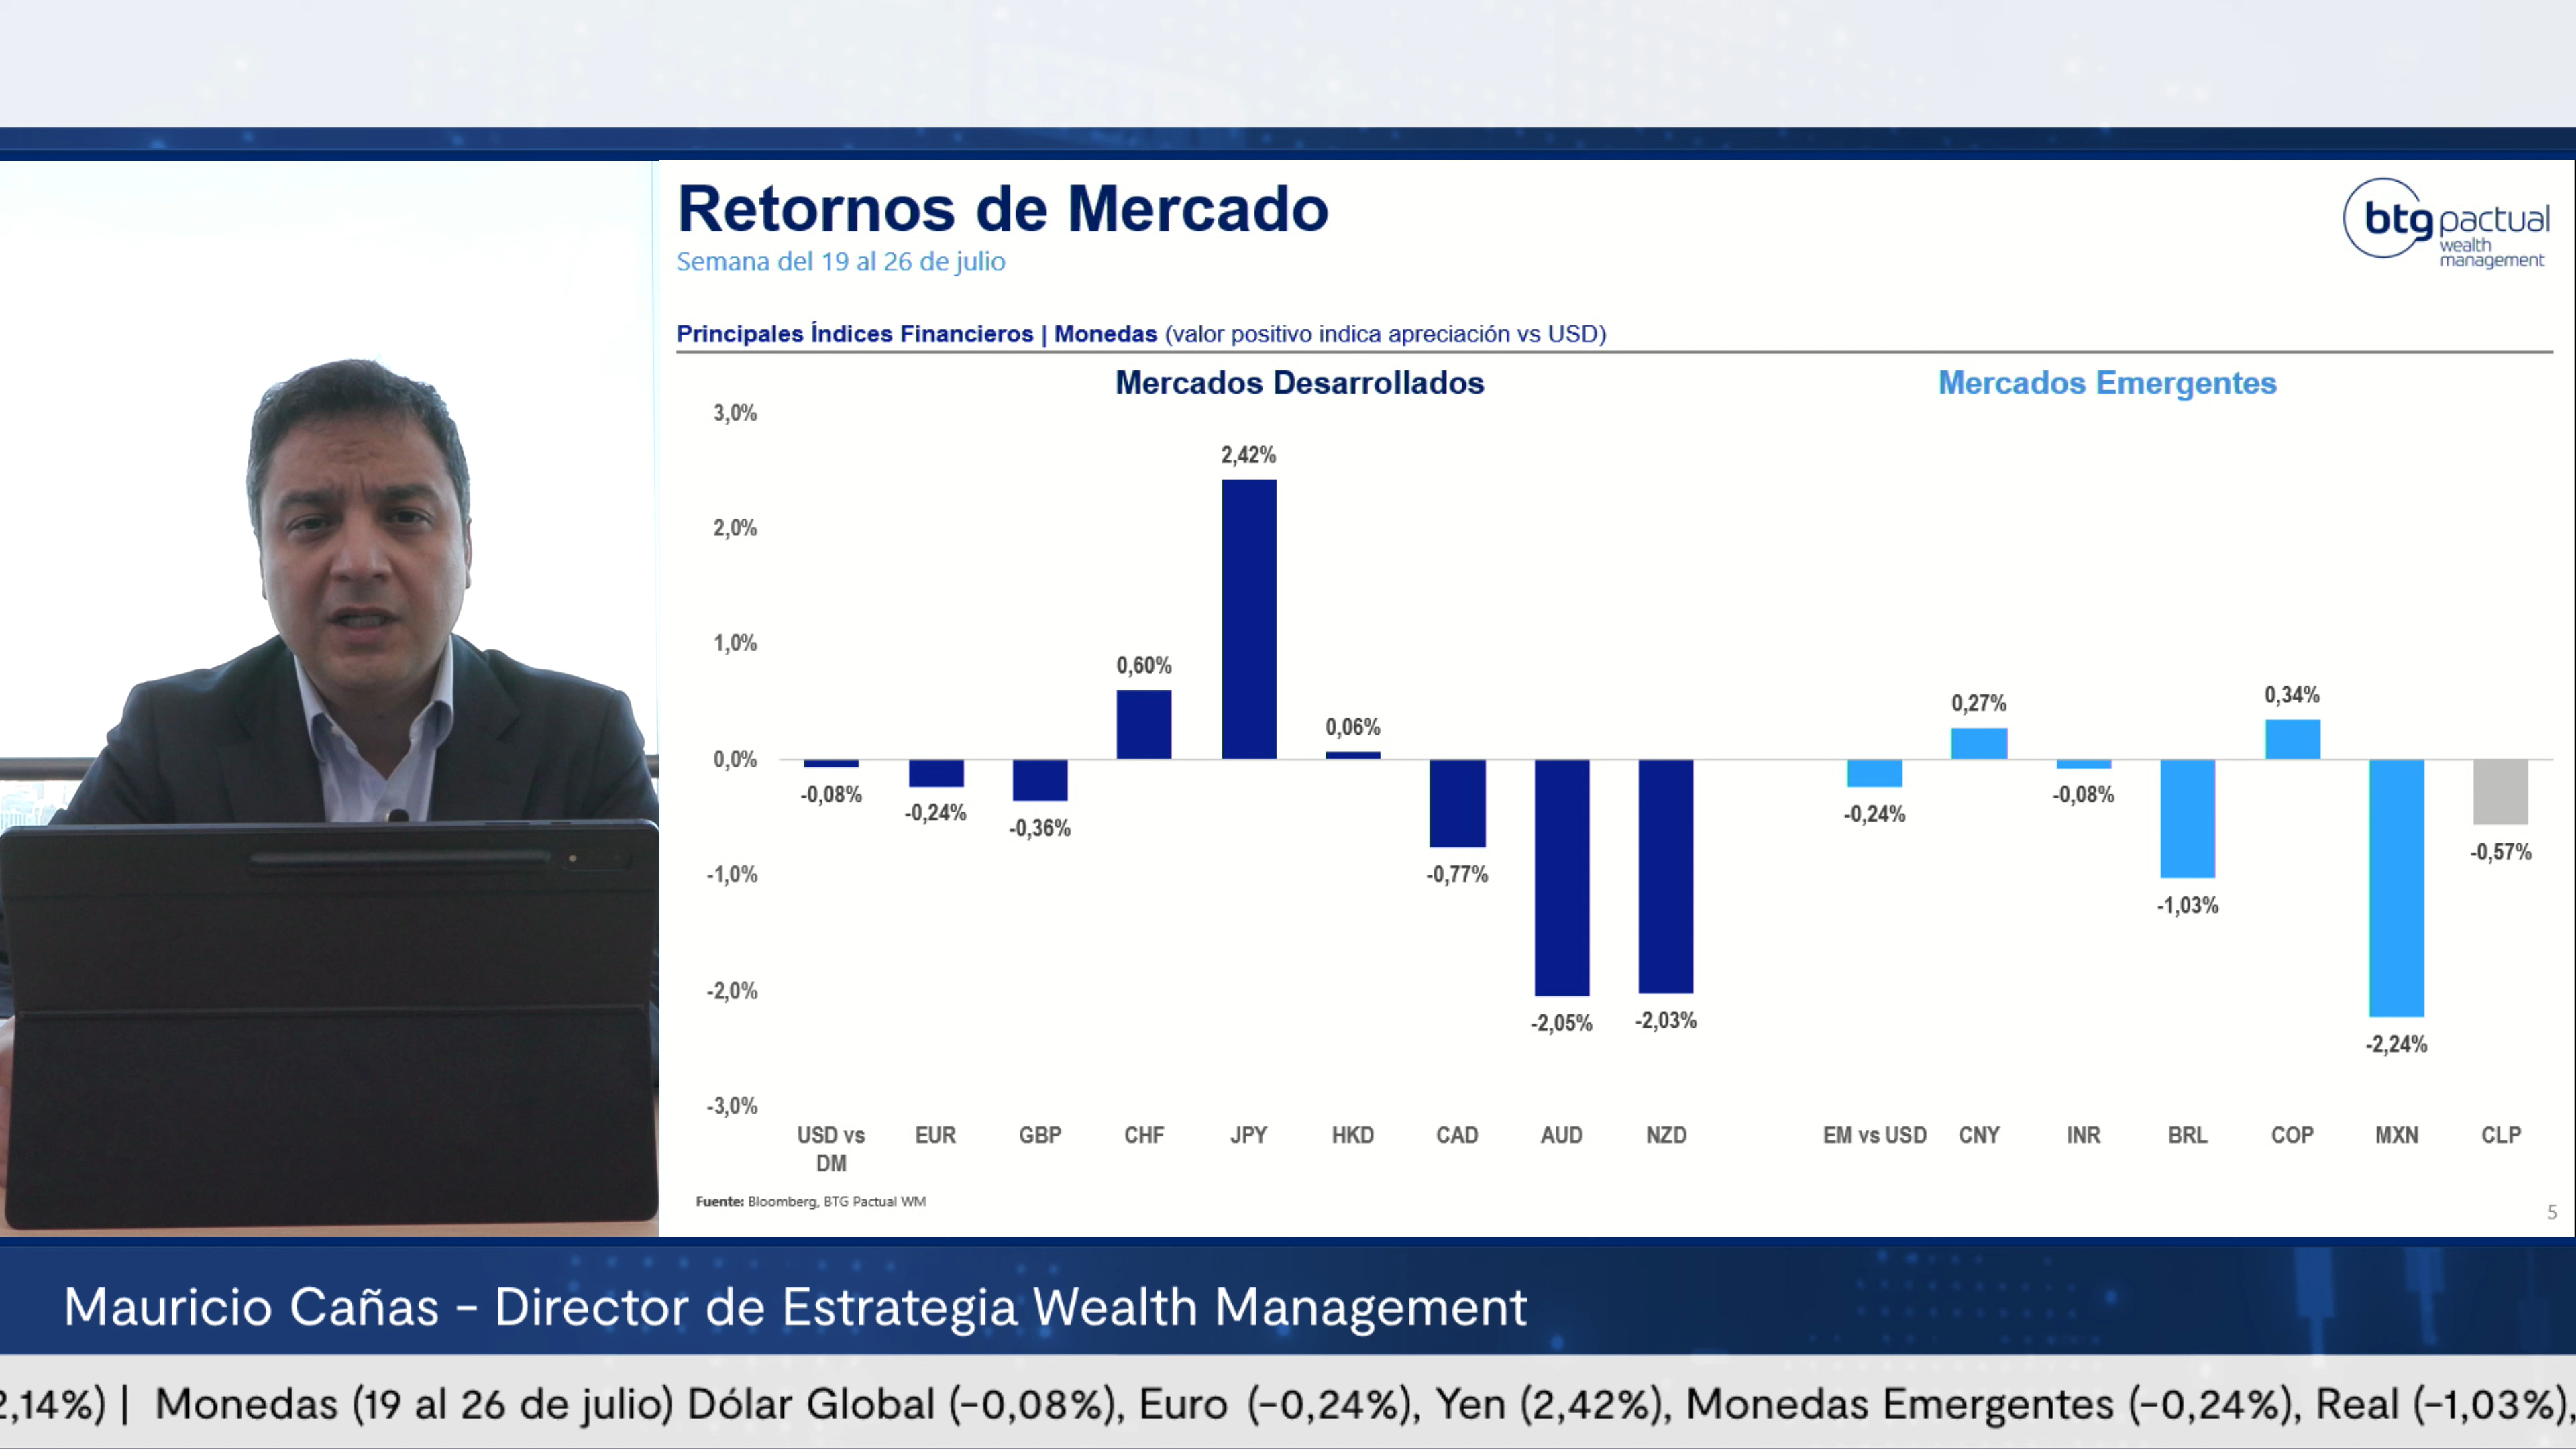 Retornos de Mercado
Semana del 19 al 26 de julio
btg pactual
wealth
management
Principales Índices Financieros | Monedas (valor positivo indica apreciación vs USD)
Mercados Desarrollados
Mercados Emergentes
3,0%
2,0%
1,0%
0,0%
-1,0%
-2,0%
-3,0%
-0,08%
-0,24%
-0,36%
0,60%
2,42%
0,06%
-0,77%
-2,05%
-2,03%
-0,24%
0,27%
-0,08%
-1,03%
0,34%
-2,24%
-0,57%
USD vs DM EUR GBP CHF JPY HKD CAD AUD NZD EM vs USD CNY INR BRL COP MXN CLP
Fuente: Bloomberg, BTG Pactual WM
5
Mauricio Cañas - Director de Estrategia Wealth Management
2,14%) | Monedas (19 al 26 de julio) Dólar Global (-0,08%), Euro (-0,24%), Yen (2,42%), Monedas Emergentes (-0,24%), Real (-1,03%),